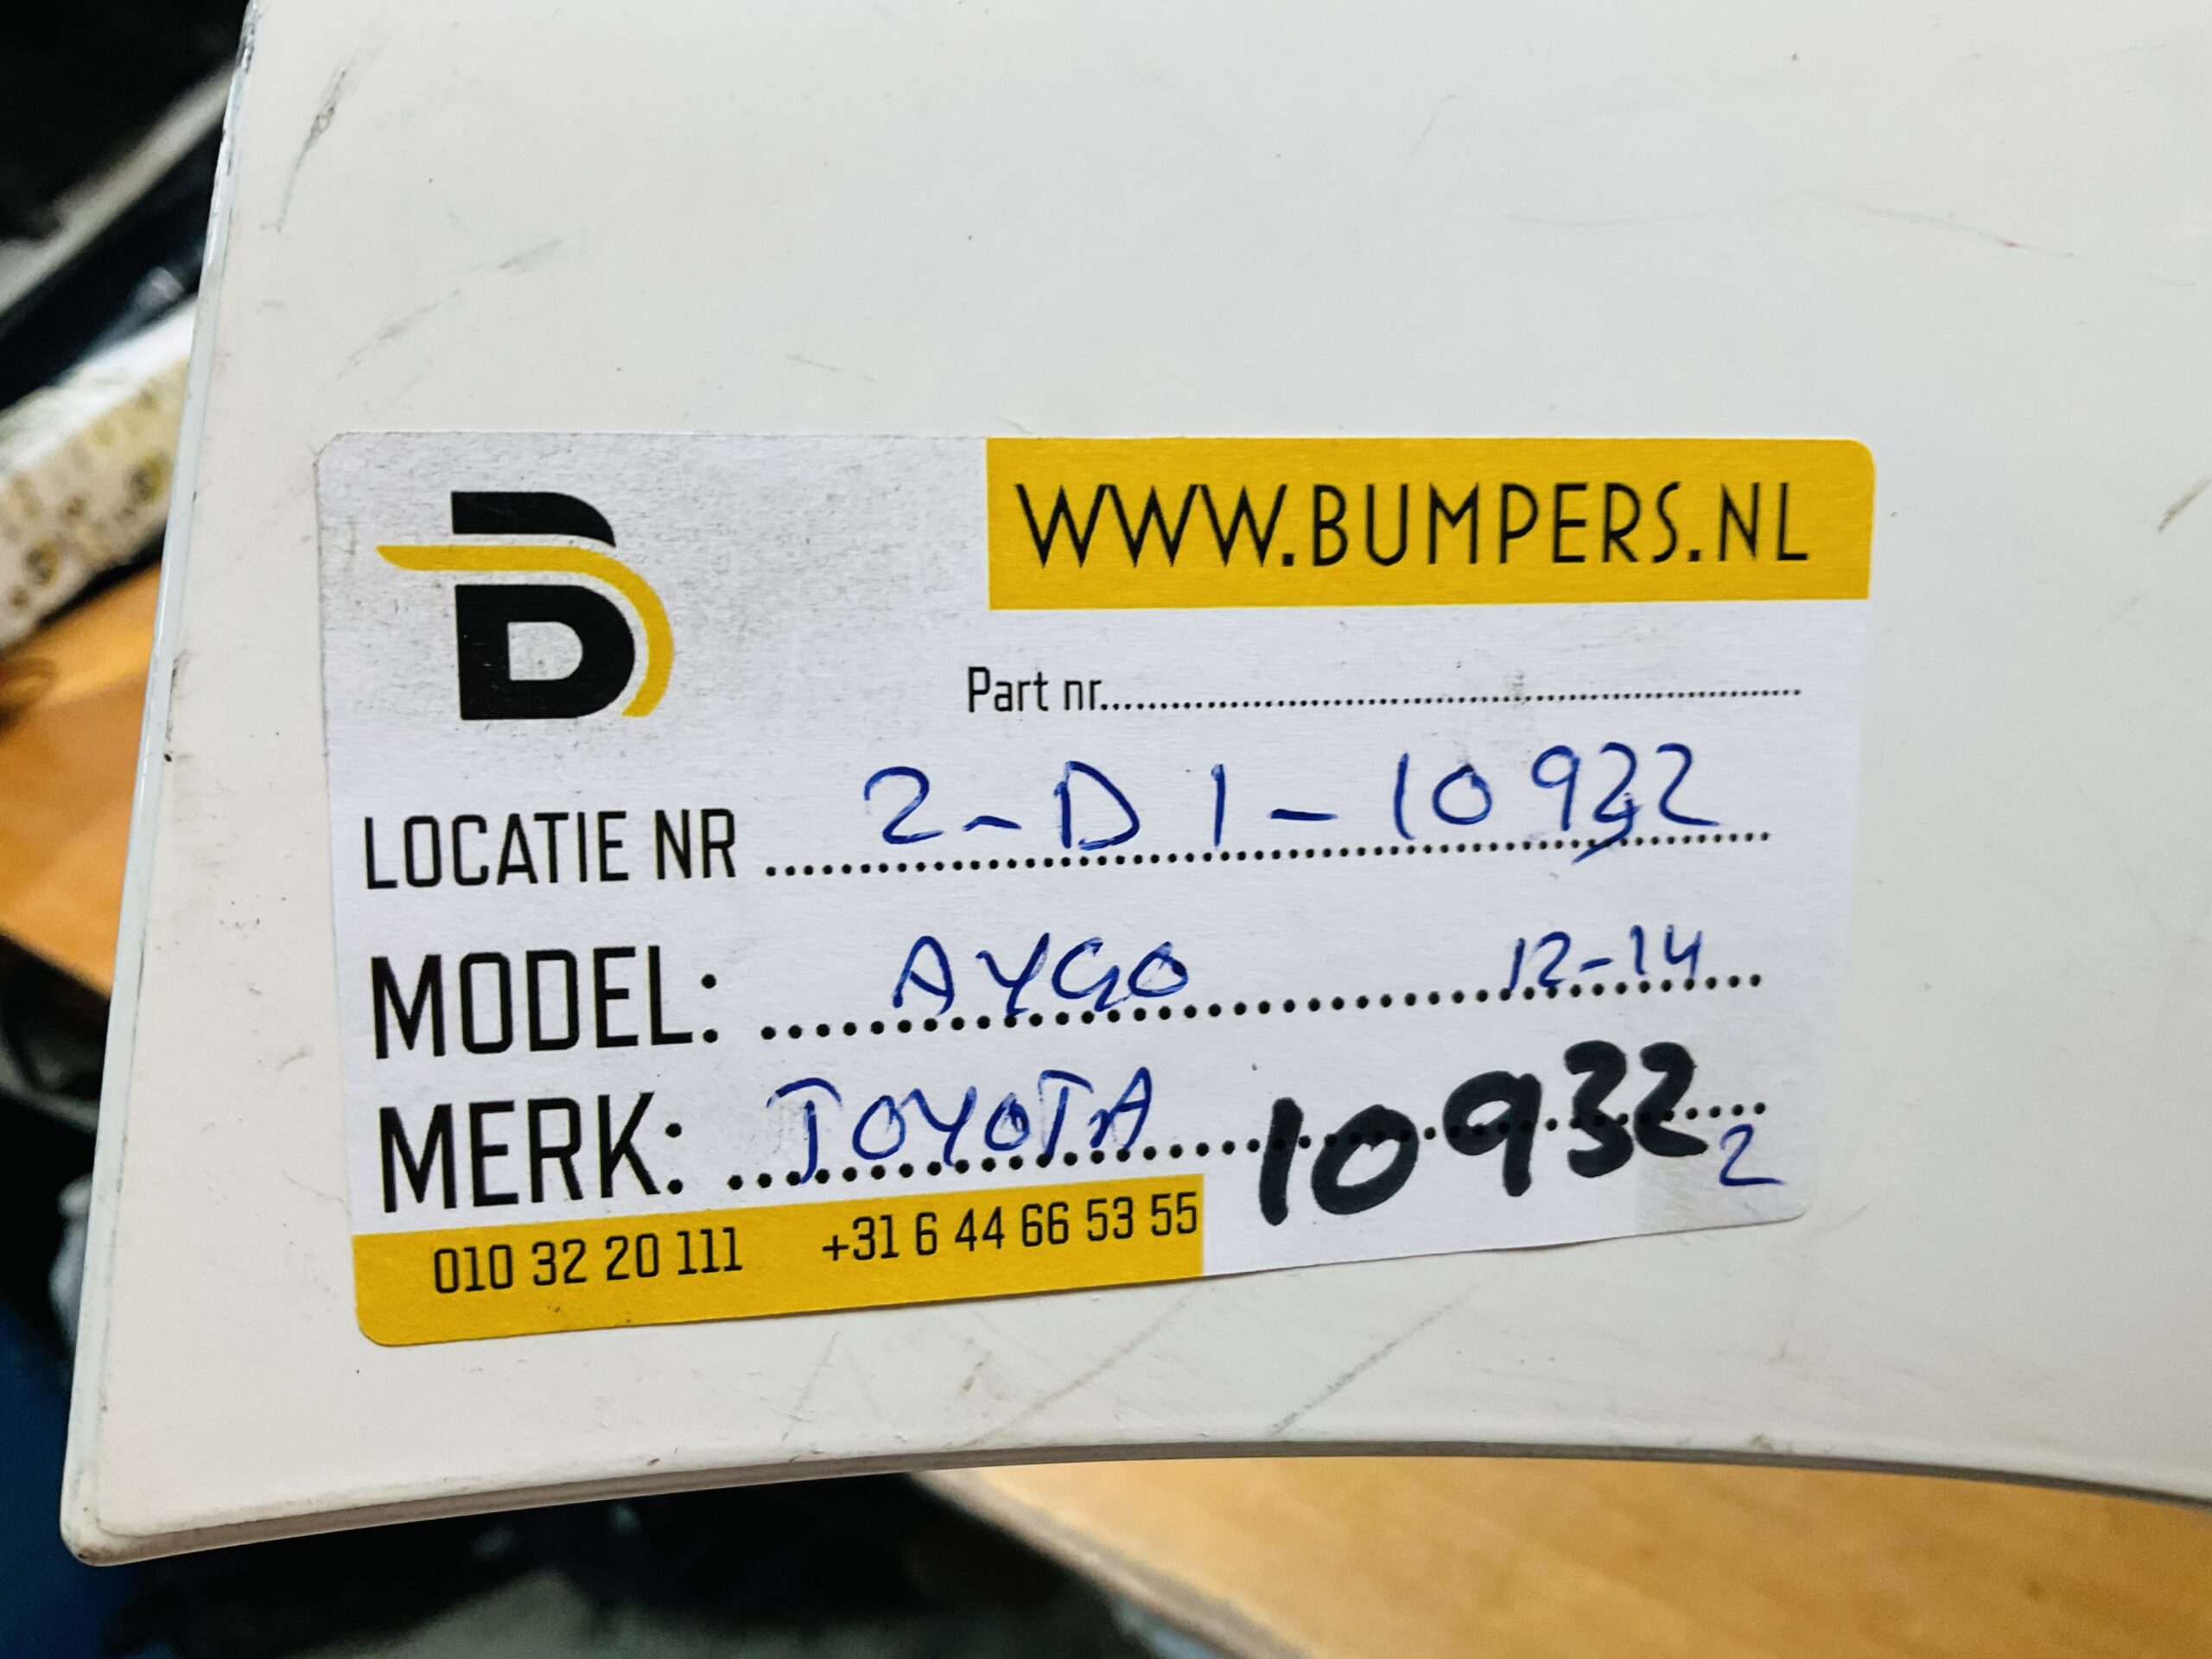 WWW.BUMPERS.NL
Part nr..........
LOCATIE NR 2-D1-10932
MODEL: AYGO 12-14
MERK: TOYOTA 10932
2
010 32 20 111 +31 6 44 66 53 55